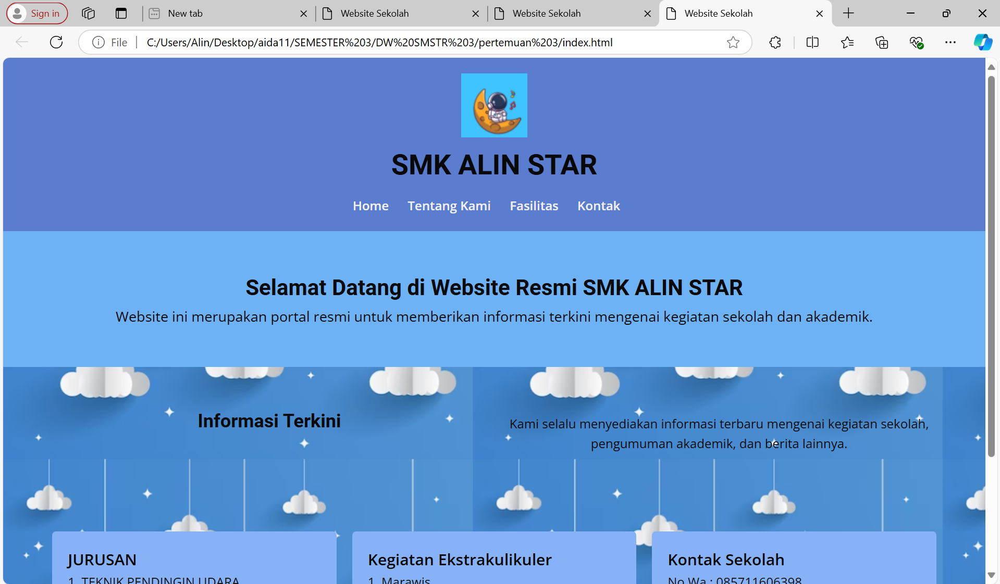 Sign in
New tab
Website Sekolah
Website Sekolah
Website Sekolah
File
C:/Users/Alin/Desktop/aida11/SEMESTER%203/DW%20SMSTR%203/pertemuan%203/index.html
SMK ALIN STAR
Home Tentang Kami Fasilitas Kontak
Selamat Datang di Website Resmi SMK ALIN STAR
Website ini merupakan portal resmi untuk memberikan informasi terkini mengenai kegiatan sekolah dan akademik.
Informasi Terkini
Kami selalu menyediakan informasi terbaru mengenai kegiatan sekolah,
pengumuman akademik, dan berita lainnya.
JURUSAN
1. TEKNIK PENDINGIN UDARA
Kegiatan Ekstrakulikuler
1. Marawis
Kontak Sekolah
No Wa : 085711606398